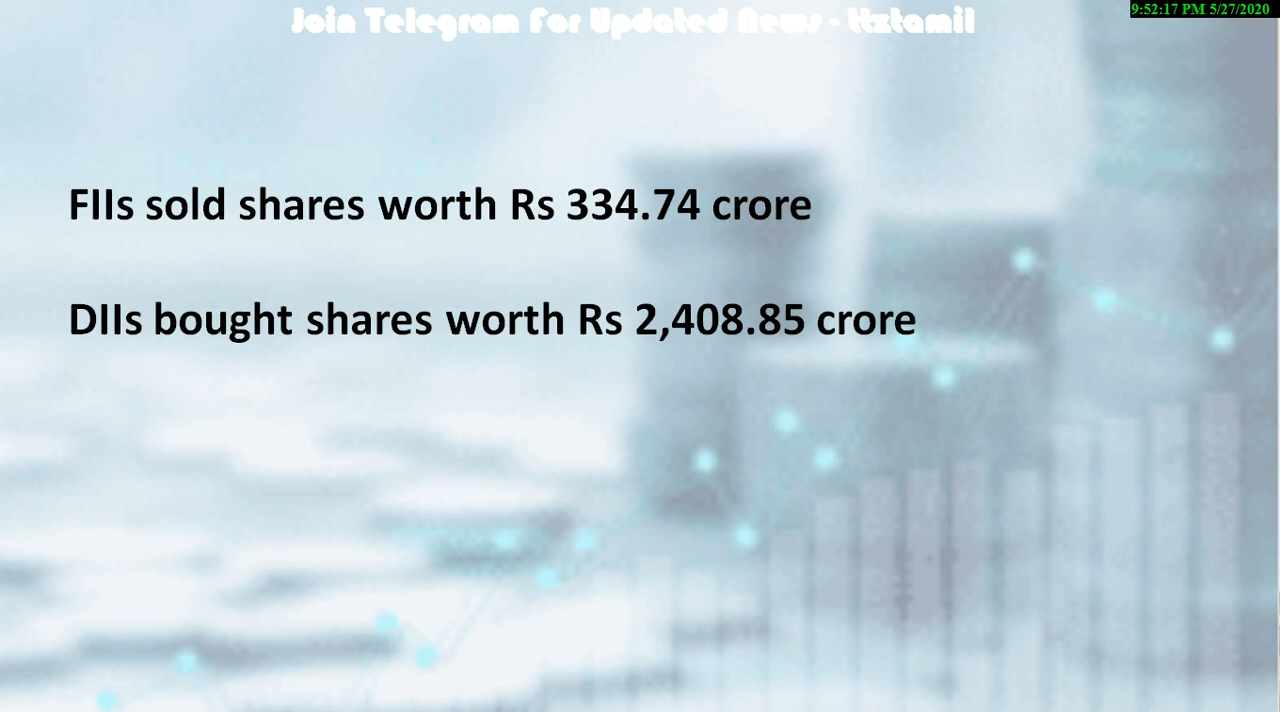 Join Telegram For Updated News - ttztamil
9:52:17 PM 5/27/2020
FIIs sold shares worth Rs 334.74 crore
DIIs bought shares worth Rs 2,408.85 crore